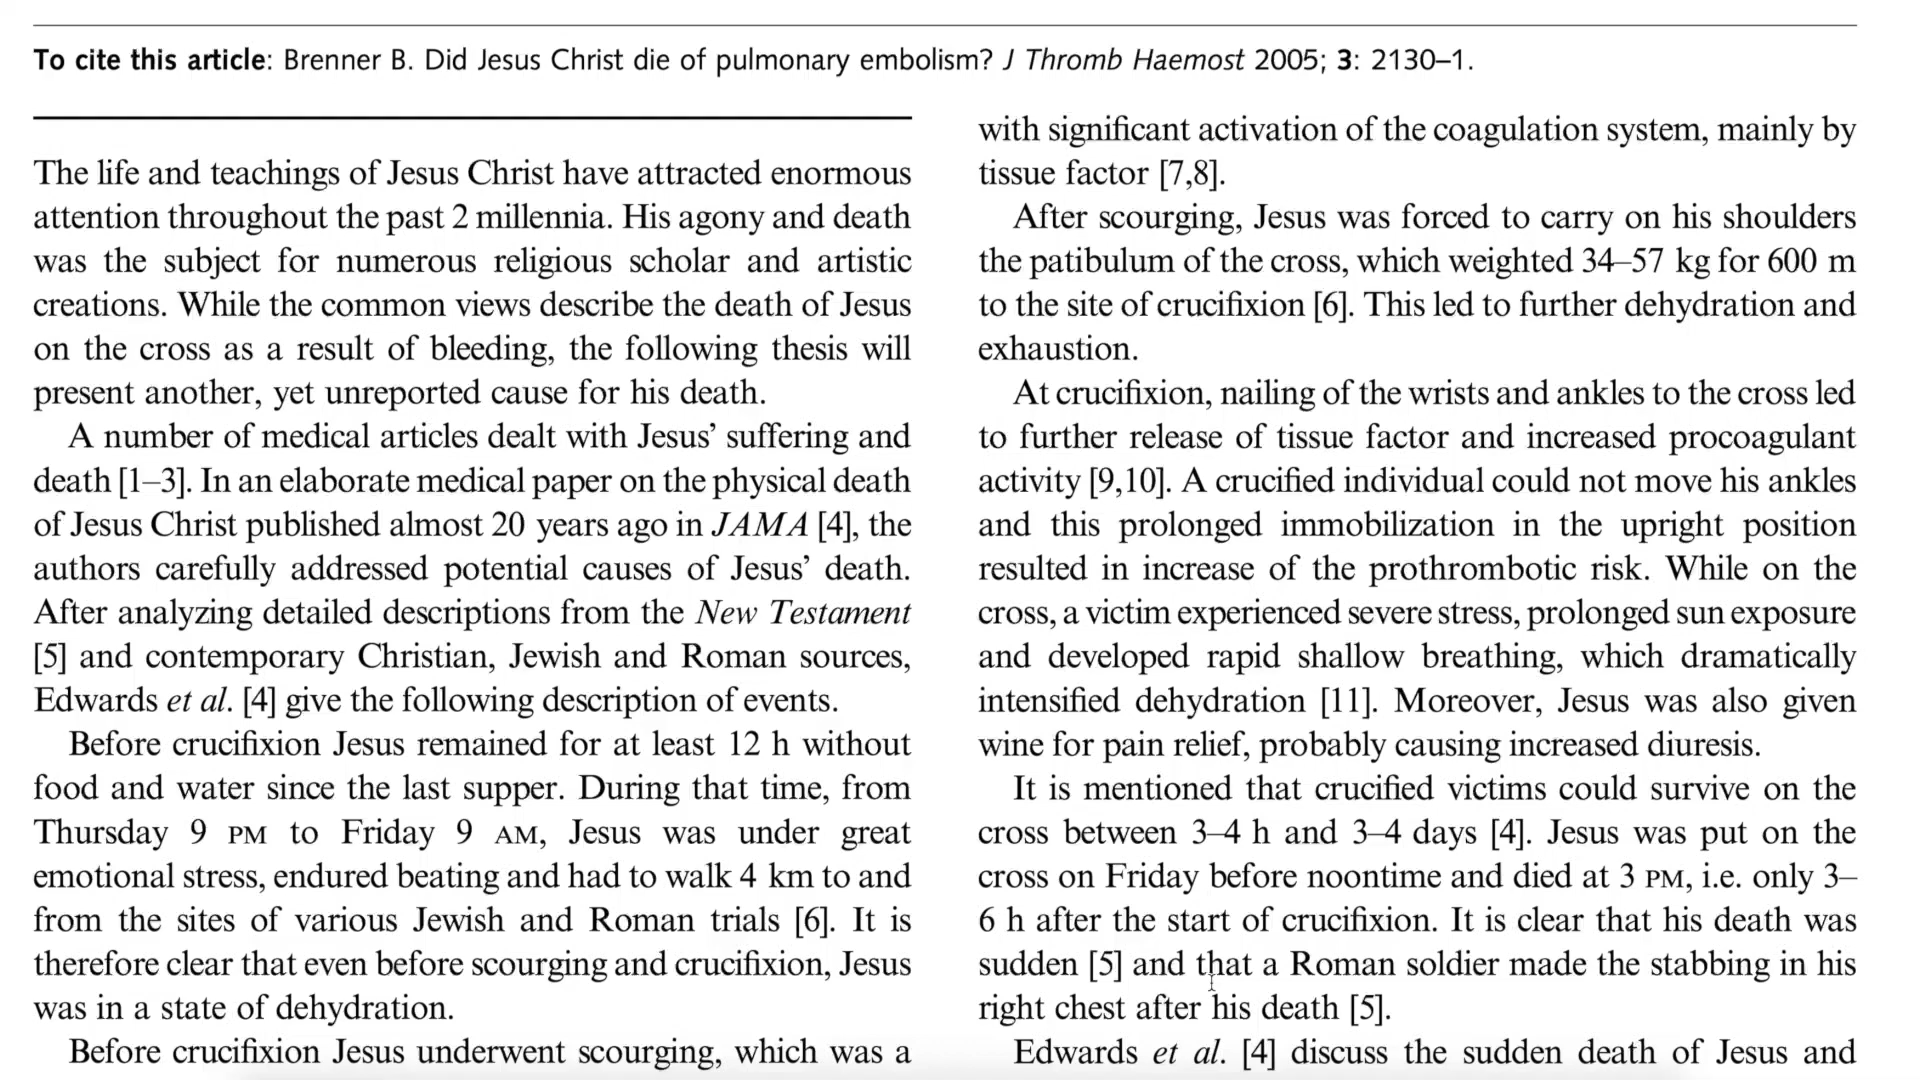 To cite this article: Brenner B. Did Jesus Christ die of pulmonary embolism? J Thromb Haemost 2005; 3: 2130–1.
The life and teachings of Jesus Christ have attracted enormous
attention throughout the past 2 millennia. His agony and death
was the subject for numerous religious scholar and artistic
creations. While the common views describe the death of Jesus
on the cross as a result of bleeding, the following thesis will
present another, yet unreported cause for his death.
A number of medical articles dealt with Jesus’ suffering and
death [1–3]. In an elaborate medical paper on the physical death
of Jesus Christ published almost 20 years ago in JAMA [4], the
authors carefully addressed potential causes of Jesus’ death.
After analyzing detailed descriptions from the New Testament
[5] and contemporary Christian, Jewish and Roman sources,
Edwards et al. [4] give the following description of events.
Before crucifixion Jesus remained for at least 12 h without
food and water since the last supper. During that time, from
Thursday 9 PM to Friday 9 AM, Jesus was under great
emotional stress, endured beating and had to walk 4 km to and
from the sites of various Jewish and Roman trials [6]. It is
therefore clear that even before scourging and crucifixion, Jesus
was in a state of dehydration.
Before crucifixion Jesus underwent scourging, which was a
with significant activation of the coagulation system, mainly by
tissue factor [7,8].
After scourging, Jesus was forced to carry on his shoulders
the patibulum of the cross, which weighted 34–57 kg for 600 m
to the site of crucifixion [6]. This led to further dehydration and
exhaustion.
At crucifixion, nailing of the wrists and ankles to the cross led
to further release of tissue factor and increased procoagulant
activity [9,10]. A crucified individual could not move his ankles
and this prolonged immobilization in the upright position
resulted in increase of the prothrombotic risk. While on the
cross, a victim experienced severe stress, prolonged sun exposure
and developed rapid shallow breathing, which dramatically
intensified dehydration [11]. Moreover, Jesus was also given
wine for pain relief, probably causing increased diuresis.
It is mentioned that crucified victims could survive on the
cross between 3–4 h and 3–4 days [4]. Jesus was put on the
cross on Friday before noontime and died at 3 PM, i.e. only 3–
6 h after the start of crucifixion. It is clear that his death was
sudden [5] and that a Roman soldier made the stabbing in his
right chest after his death [5].
Edwards et al. [4] discuss the sudden death of Jesus and